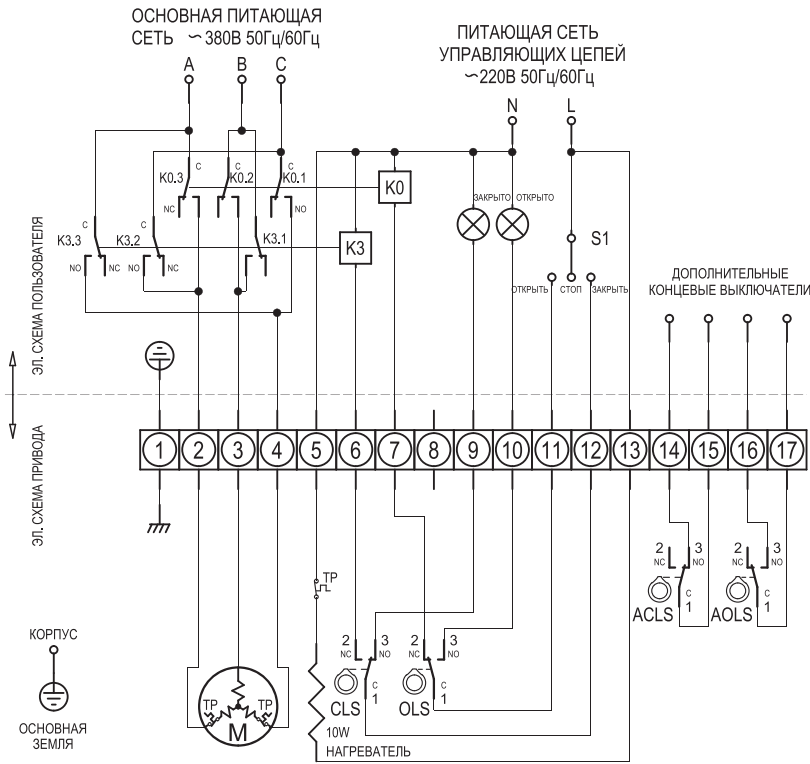 ОСНОВНАЯ ПИТАЮЩАЯ
СЕТЬ ~380В 50Гц/60Гц
A B C
ПИТАЮЩАЯ СЕТЬ
УПРАВЛЯЮЩИХ ЦЕПЕЙ
~220В 50Гц/60Гц
N L
C C C
K0.3 K0.2 K0.1
NC NO
K0
ЗАКРЫТО ОТКРЫТО
C C C
K3.3 K3.2 K3.1
NO NC NO NC
K3
S1
ОТКРЫТЬ СТОП ЗАКРЫТЬ
ДОПОЛНИТЕЛЬНЫЕ
КОНЦЕВЫЕ ВЫКЛЮЧАТЕЛИ
ЭЛ. СХЕМА ПОЛЬЗОВАТЕЛЯ
ЭЛ. СХЕМА ПРИВОДА
1 2 3 4 5 6 7 8 9 10 11 12 13 14 15 16 17
TP
2 3
NC NO
C
1
ACLS
2 3
NC NO
C
1
AOLS
2 3
NC NO
C
1
CLS
2 3
NC NO
C
1
OLS
TP TP
M
10W
НАГРЕВАТЕЛЬ
КОРПУС
ОСНОВНАЯ
ЗЕМЛЯ